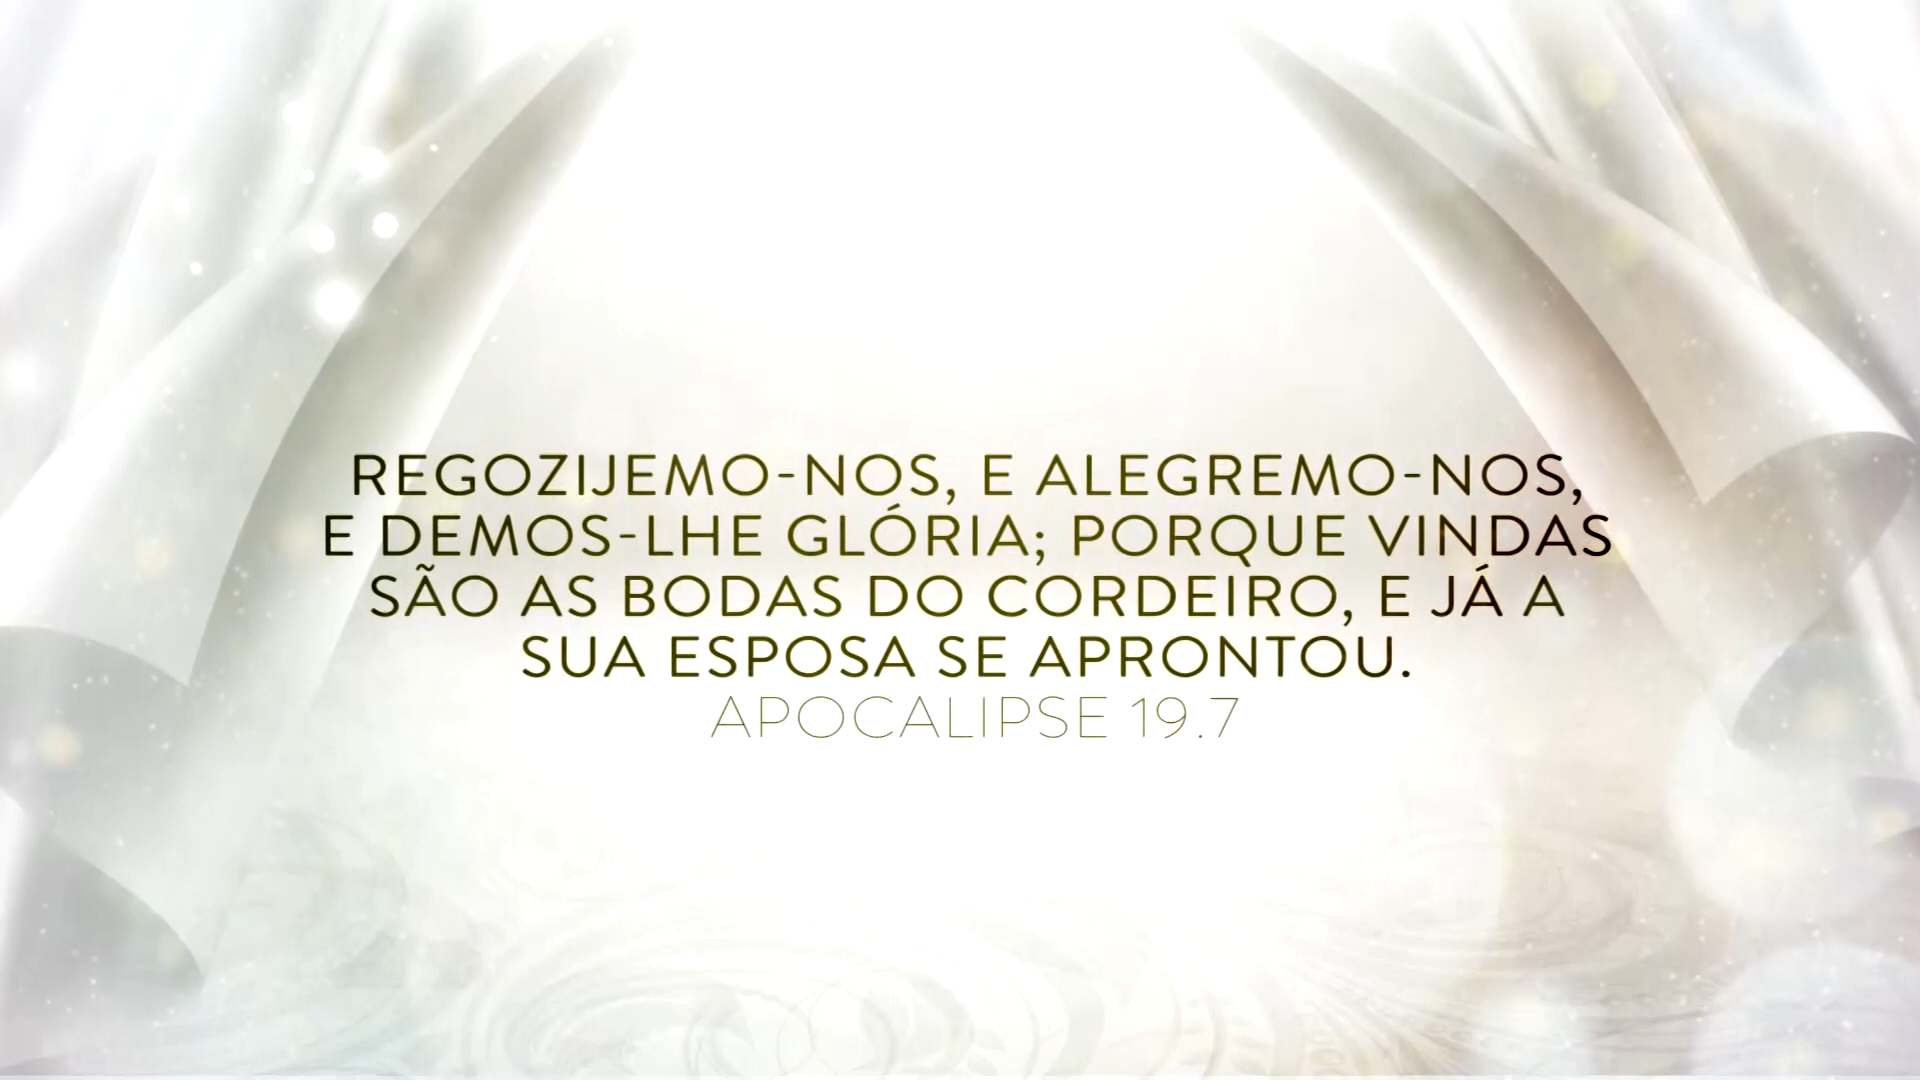 REGOZIJEMO-NOS, E ALEGREMO-NOS,
E DEMOS-LHE GLÓRIA; PORQUE VINDAS
SÃO AS BODAS DO CORDEIRO, E JÁ A
SUA ESPOSA SE APRONTOU.
APOCALIPSE 19.7